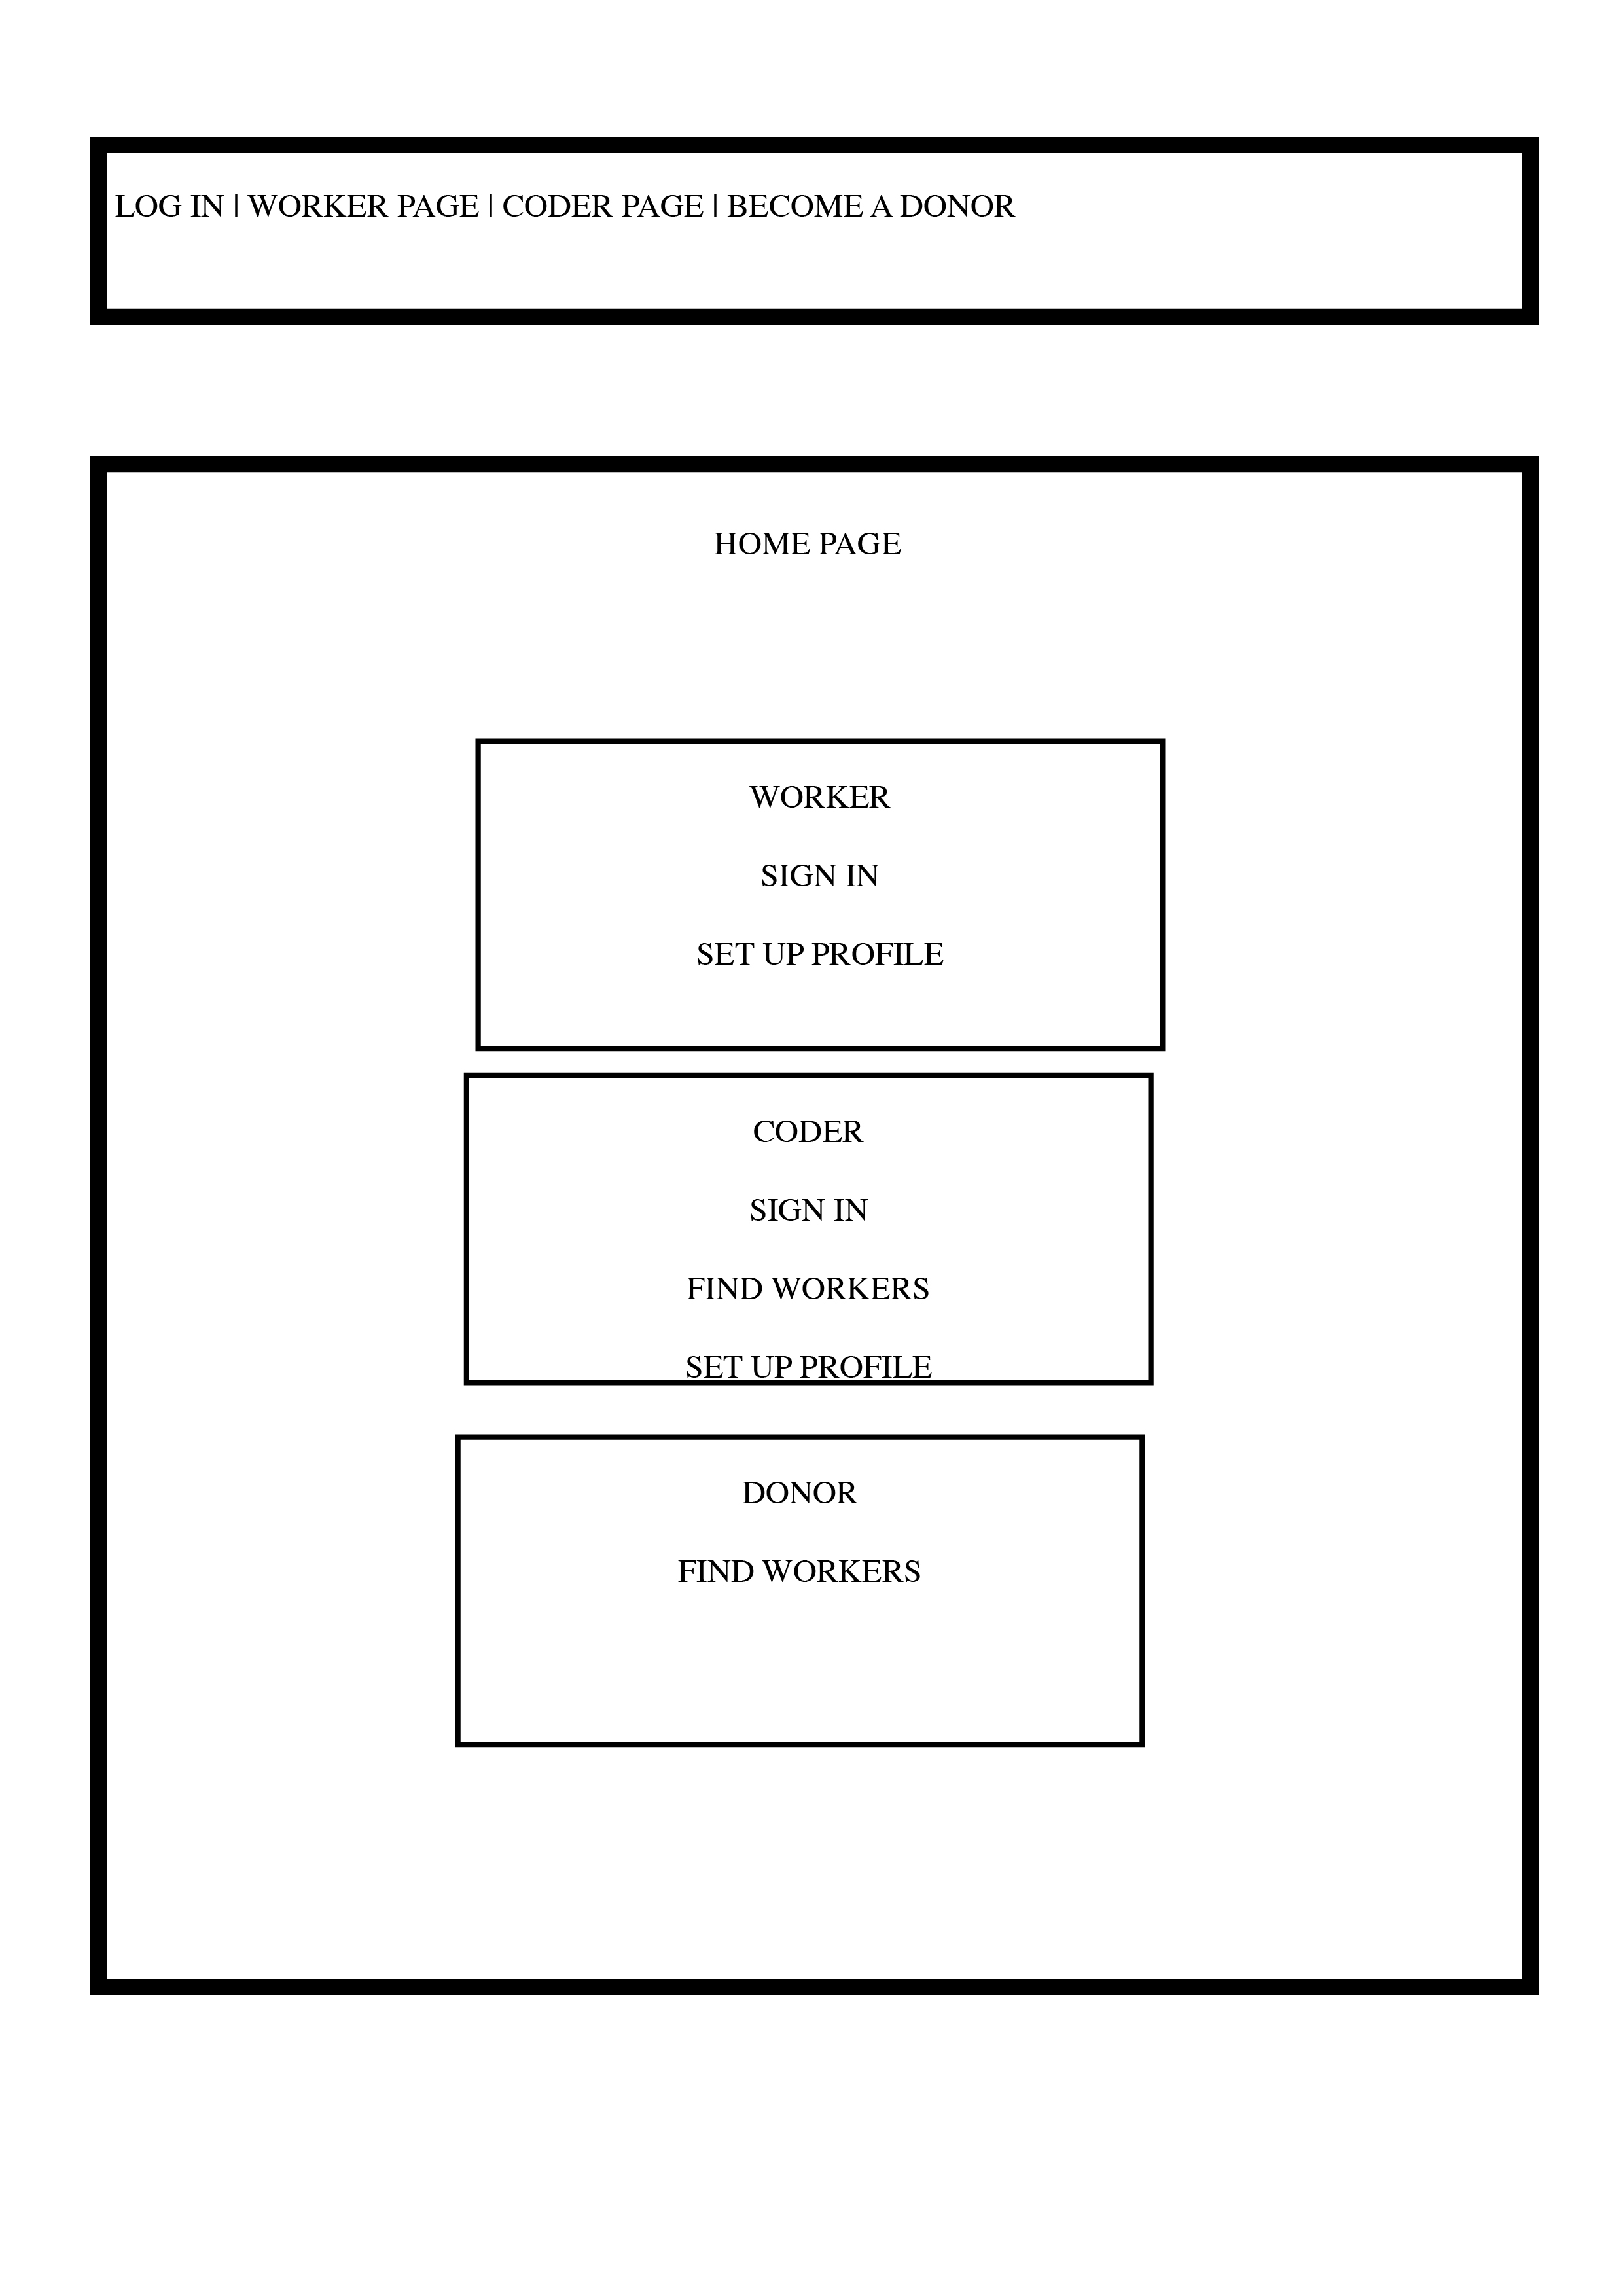 LOG IN | WORKER PAGE | CODER PAGE | BECOME A DONOR
HOME PAGE
WORKER
SIGN IN
SET UP PROFILE
CODER
SIGN IN
FIND WORKERS
SET UP PROFILE
DONOR
FIND WORKERS